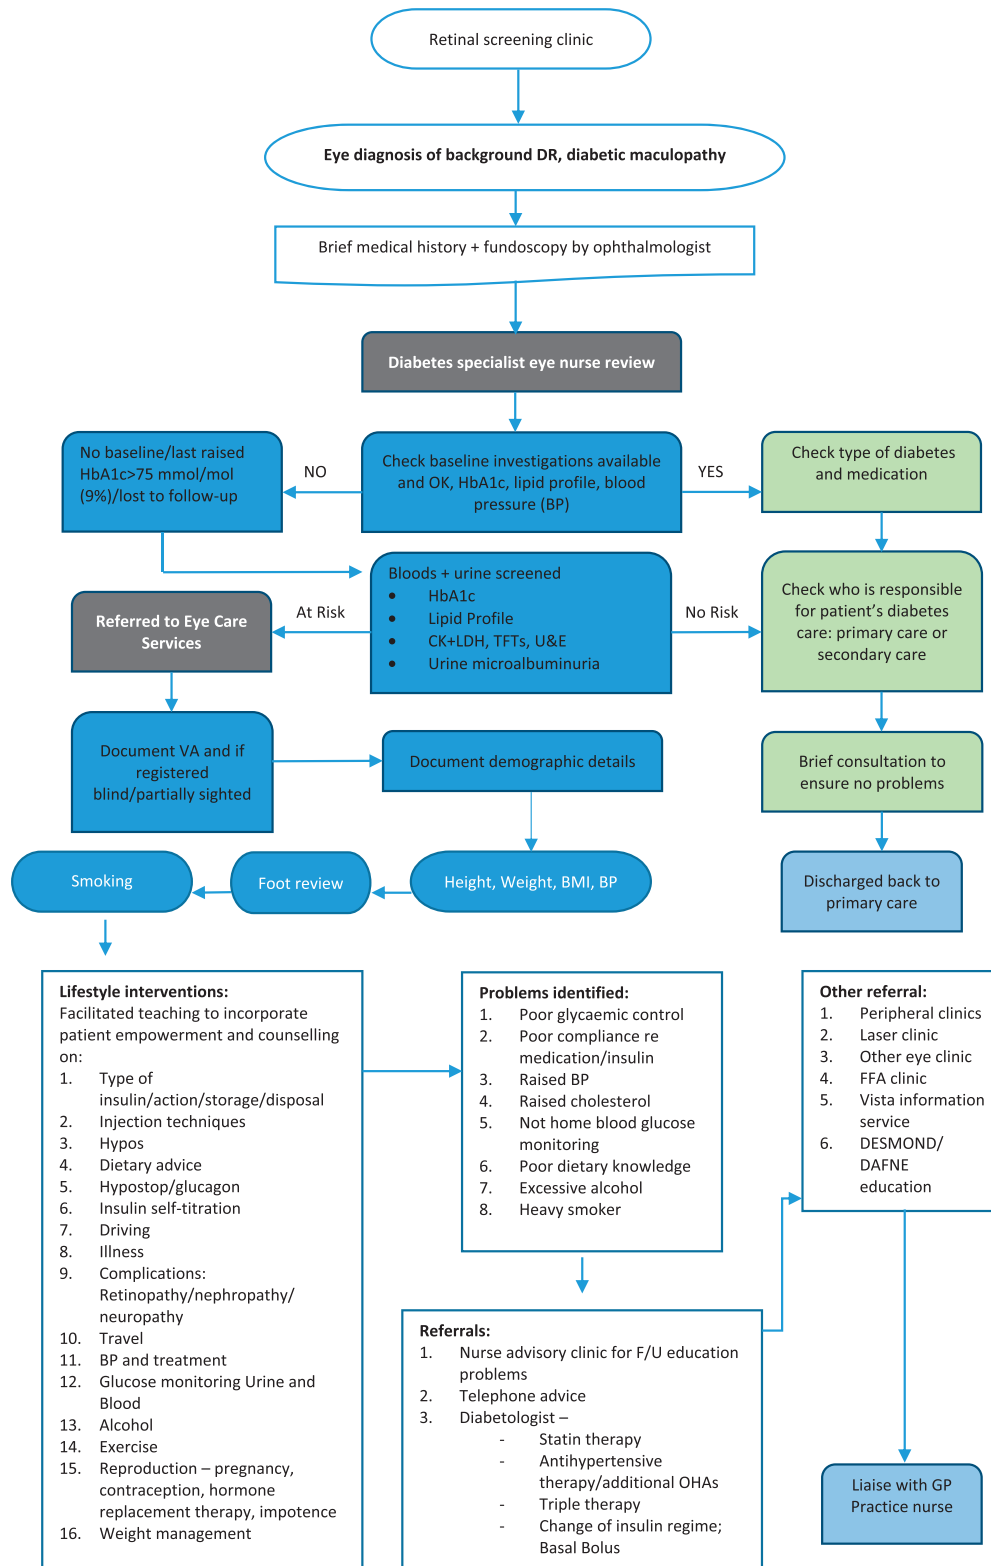 Retinal screening clinic
Eye diagnosis of background DR, diabetic maculopathy
Brief medical history + fundoscopy by ophthalmologist
Diabetes specialist eye nurse review
No baseline/last raised
HbA1c>75 mmol/mol
(9%)/lost to follow-up
NO
Check baseline investigations available
and OK, HbA1c, lipid profile, blood
pressure (BP)
YES
Check type of diabetes
and medication
Bloods + urine screened
• HbA1c
• Lipid Profile
• CK+LDH, TFTs, U&E
• Urine microalbuminuria
At Risk
Referred to Eye Care
Services
No Risk
Check who is responsible
for patient’s diabetes
care: primary care or
secondary care
Document VA and if
registered
blind/partially sighted
Document demographic details
Brief consultation to
ensure no problems
Smoking
Foot review
Height, Weight, BMI, BP
Discharged back to
primary care
Lifestyle interventions:
Facilitated teaching to incorporate
patient empowerment and counselling
on:
1. Type of
insulin/action/storage/disposal
2. Injection techniques
3. Hypos
4. Dietary advice
5. Hypostop/glucagon
6. Insulin self-titration
7. Driving
8. Illness
9. Complications:
Retinopathy/nephropathy/
neuropathy
10. Travel
11. BP and treatment
12. Glucose monitoring Urine and
Blood
13. Alcohol
14. Exercise
15. Reproduction – pregnancy,
contraception, hormone
replacement therapy, impotence
16. Weight management
Problems identified:
1. Poor glycaemic control
2. Poor compliance re
medication/insulin
3. Raised BP
4. Raised cholesterol
5. Not home blood glucose
monitoring
6. Poor dietary knowledge
7. Excessive alcohol
8. Heavy smoker
Referrals:
1. Nurse advisory clinic for F/U education
problems
2. Telephone advice
3. Diabetologist –
- Statin therapy
- Antihypertensive
therapy/additional OHAs
- Triple therapy
- Change of insulin regime;
Basal Bolus
Other referral:
1. Peripheral clinics
2. Laser clinic
3. Other eye clinic
4. FFA clinic
5. Vista information
service
6. DESMOND/
DAFNE
education
Liaise with GP
Practice nurse